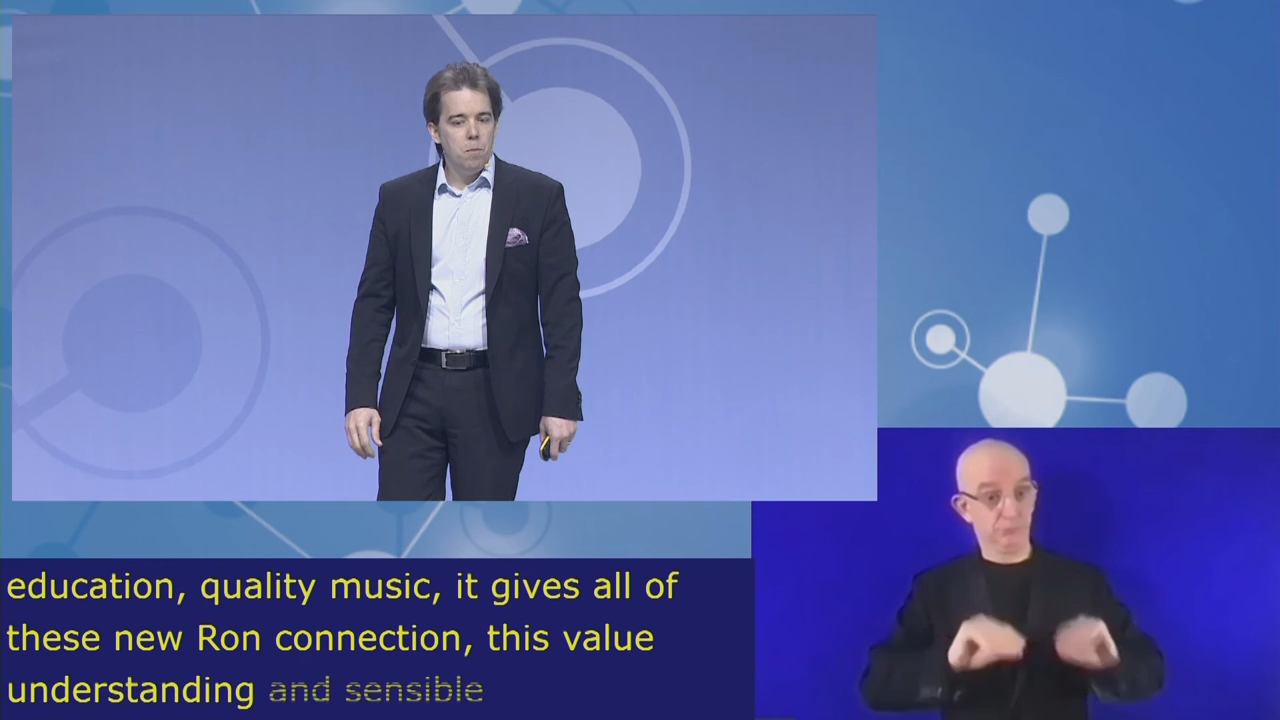 education, quality music, it gives all of
these new Ron connection, this value
understanding and sensible